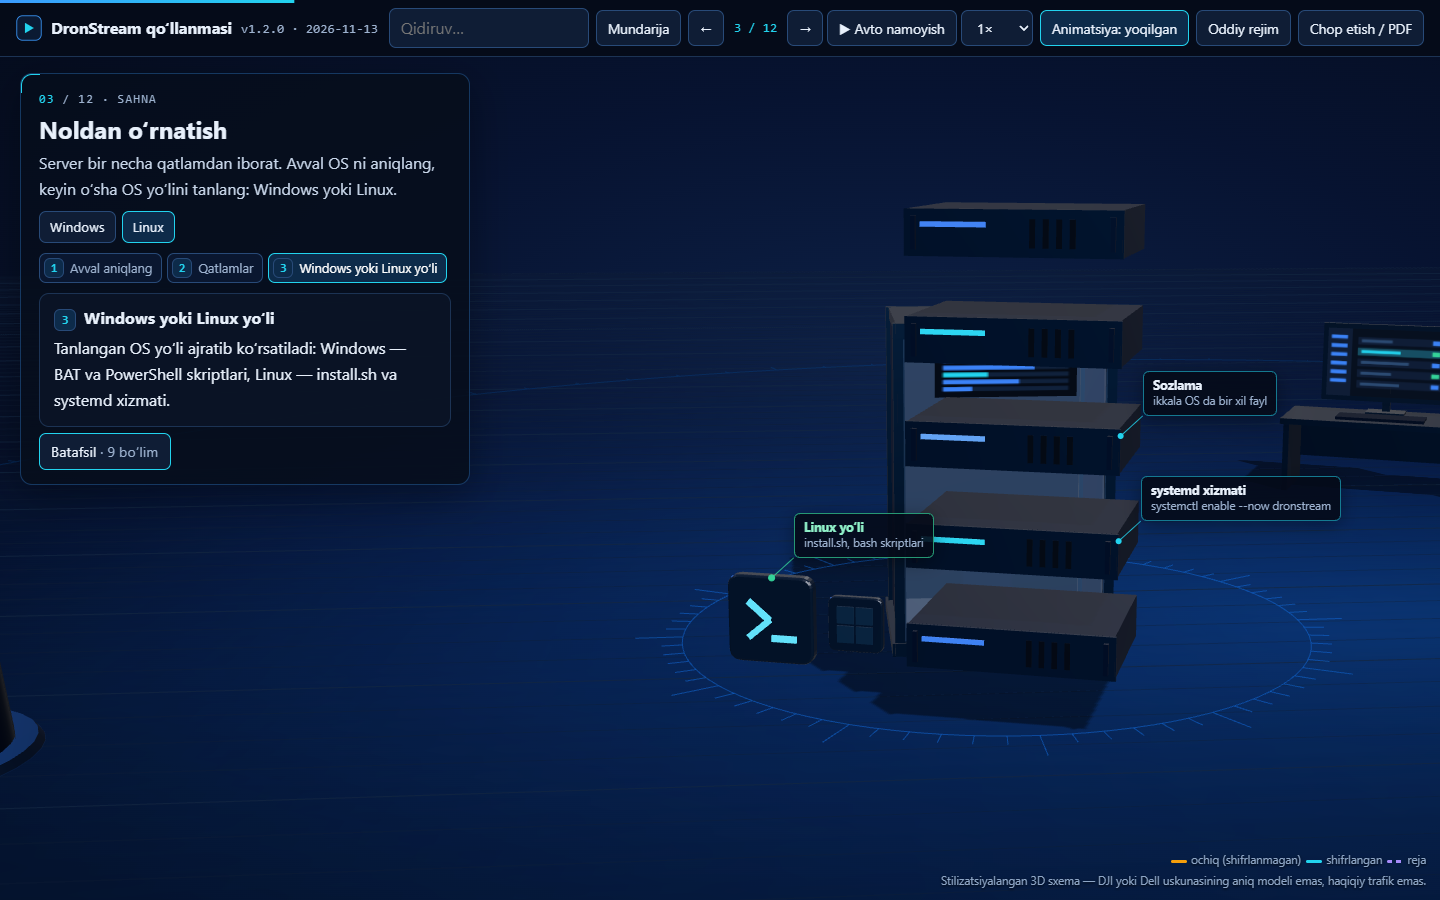 DronStream qoʻllanmasi v1.2.0 · 2026-11-13
Qidiruv...
Mundarija
←
3 / 12
→
▶ Avto namoyish
1×
Animatsiya: yoqilgan
Oddiy rejim
Chop etish / PDF
03 / 12 · SAHNA
Noldan oʻrnatish
Server bir necha qatlamdan iborat. Avval OS ni aniqlang,
keyin oʻsha OS yoʻlini tanlang: Windows yoki Linux.
Windows
Linux
1 Avval aniqlang
2 Qatlamlar
3 Windows yoki Linux yoʻli
3 Windows yoki Linux yoʻli
Tanlangan OS yoʻli ajratib koʻrsatiladi: Windows —
BAT va PowerShell skriptlari, Linux — install.sh va
systemd xizmati.
Batafsil · 9 boʻlim
Sozlama
ikkala OS da bir xil fayl
systemd xizmati
systemctl enable --now dronstream
Linux yoʻli
install.sh, bash skriptlari
ochiq (shifrlanmagan)
shifrlangan
reja
Stilizatsiyalangan 3D sxema — DJI yoki Dell uskunasining aniq modeli emas, haqiqiy trafik emas.